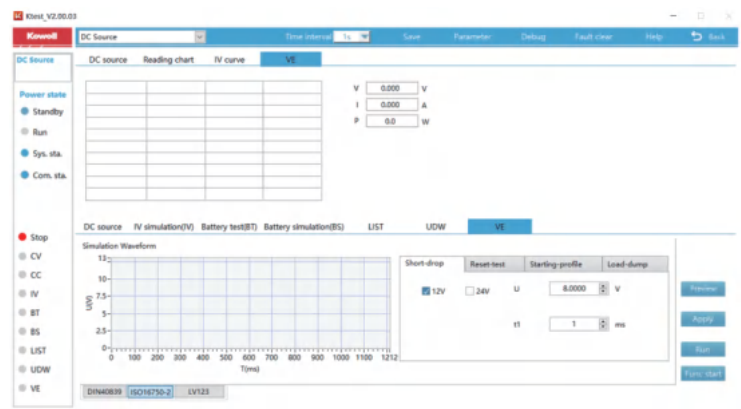 Ktest_V2.00.03
Kewell DC Source Time interval 1s Save Parameter Debug Fault clear Help Back
DC Source DC source Reading chart IV curve VE
Power state
V 0.000 V
Standby
I 0.000 A
Run
P 0.0 W
Sys. sta.
Com. sta.
DC source IV simulation(IV) Battery test(BT) Battery simulation(BS) LIST UDW VE
Stop
Simulation Waveform
CV
CC
IV
BT
BS
LIST
UDW
VE
U(V)
13
10
7.5
5
2.5
0
0 100 200 300 400 500 600 700 800 900 1000 1100 1212
T(ms)
Short-drop Reset-test Starting-profile Load-dump
12V 24V U 8.0000 V
t1 1 ms
Preview
Apply
Run
Func. start
DIN40839 ISO16750-2 LV123